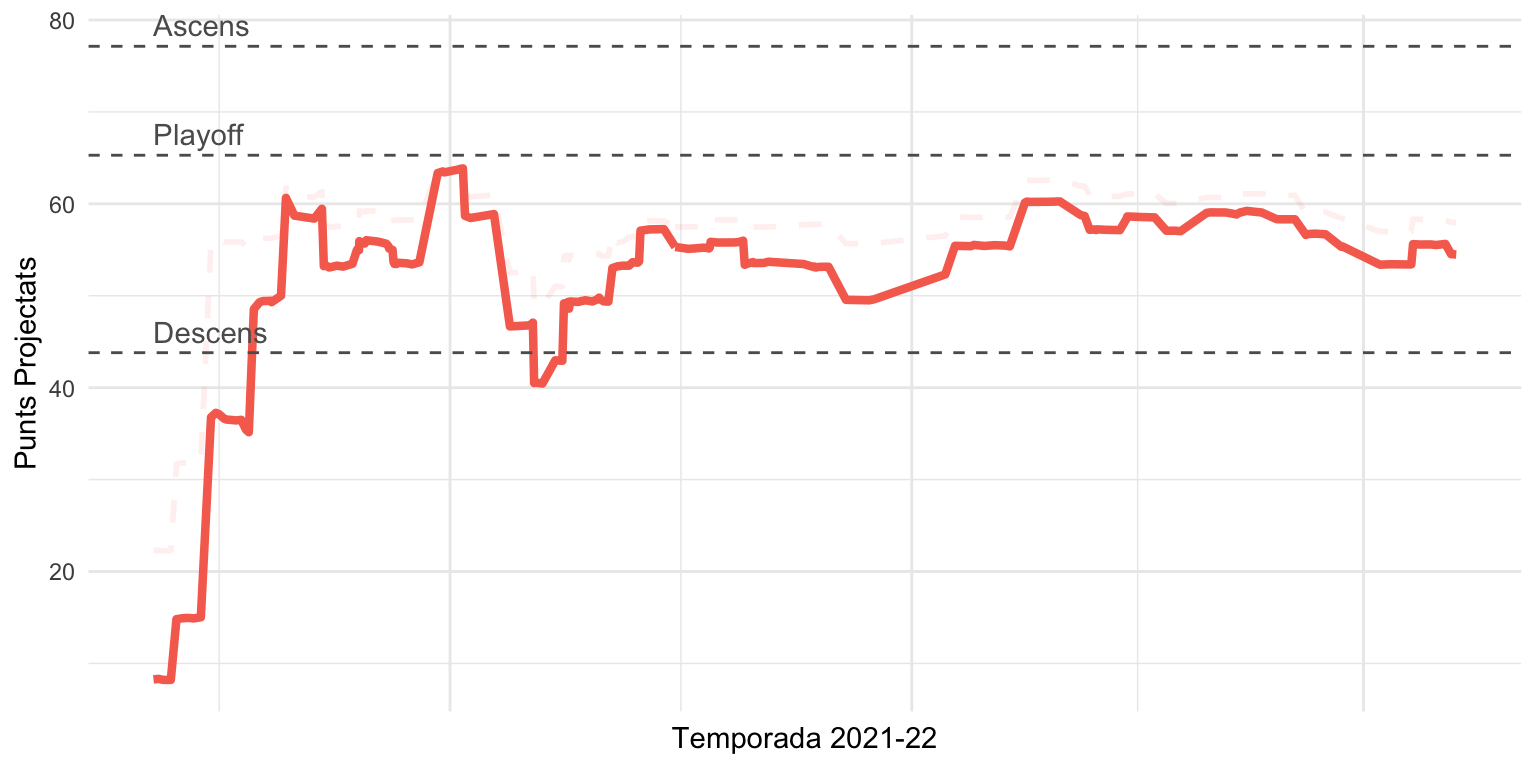 80
Ascens
Playoff
60
Descens
40
20
Punts Projectats
Temporada 2021-22